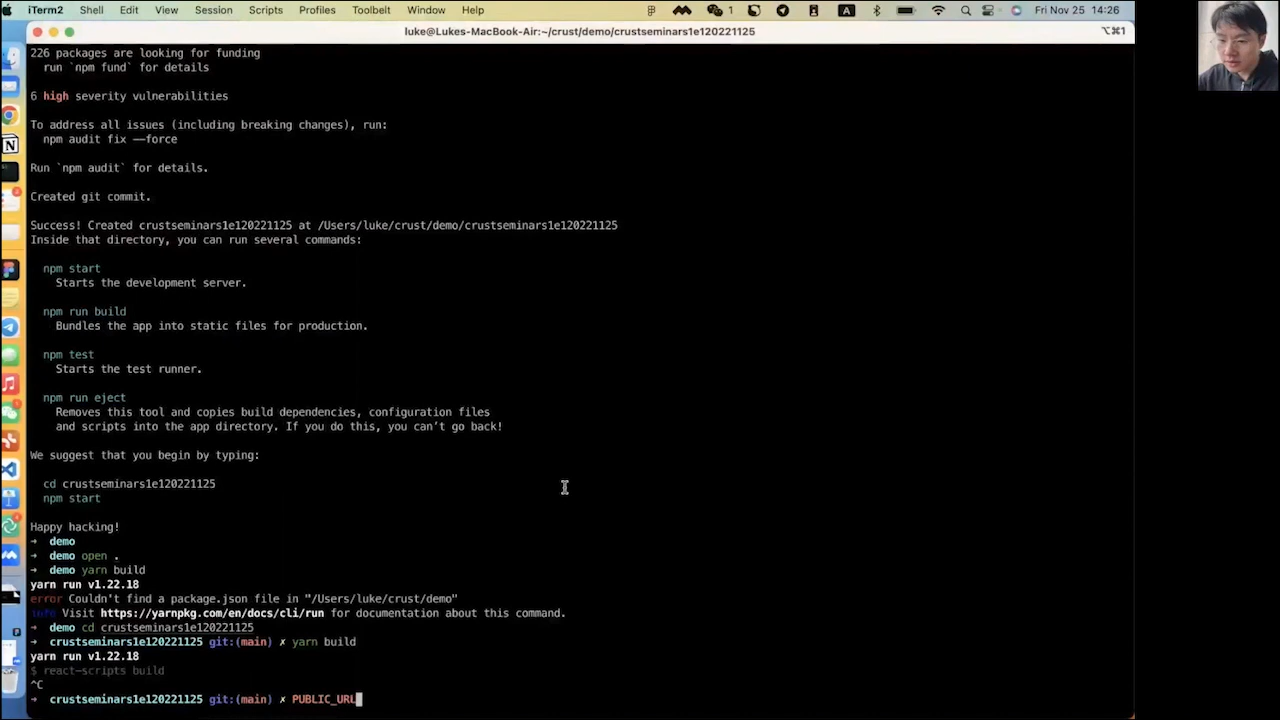 iTerm2 Shell Edit View Session Scripts Profiles Toolbelt Window Help 1 A Fri Nov 25 14:26
luke@Lukes-MacBook-Air:~/crust/demo/crustseminars1e120221125 ⌥⌘1
226 packages are looking for funding
run `npm fund` for details
6 high severity vulnerabilities
To address all issues (including breaking changes), run:
npm audit fix --force
Run `npm audit` for details.
Created git commit.
Success! Created crustseminars1e120221125 at /Users/luke/crust/demo/crustseminars1e120221125
Inside that directory, you can run several commands:
npm start
Starts the development server.
npm run build
Bundles the app into static files for production.
npm test
Starts the test runner.
npm run eject
Removes this tool and copies build dependencies, configuration files
and scripts into the app directory. If you do this, you can’t go back!
We suggest that you begin by typing:
cd crustseminars1e120221125
npm start
Happy hacking!
➜ demo
➜ demo open .
➜ demo yarn build
yarn run v1.22.18
error Couldn't find a package.json file in "/Users/luke/crust/demo"
info Visit https://yarnpkg.com/en/docs/cli/run for documentation about this command.
➜ demo cd crustseminars1e120221125
➜ crustseminars1e120221125 git:(main) ✗ yarn build
yarn run v1.22.18
$ react-scripts build
^C
➜ crustseminars1e120221125 git:(main) ✗ PUBLIC_URL